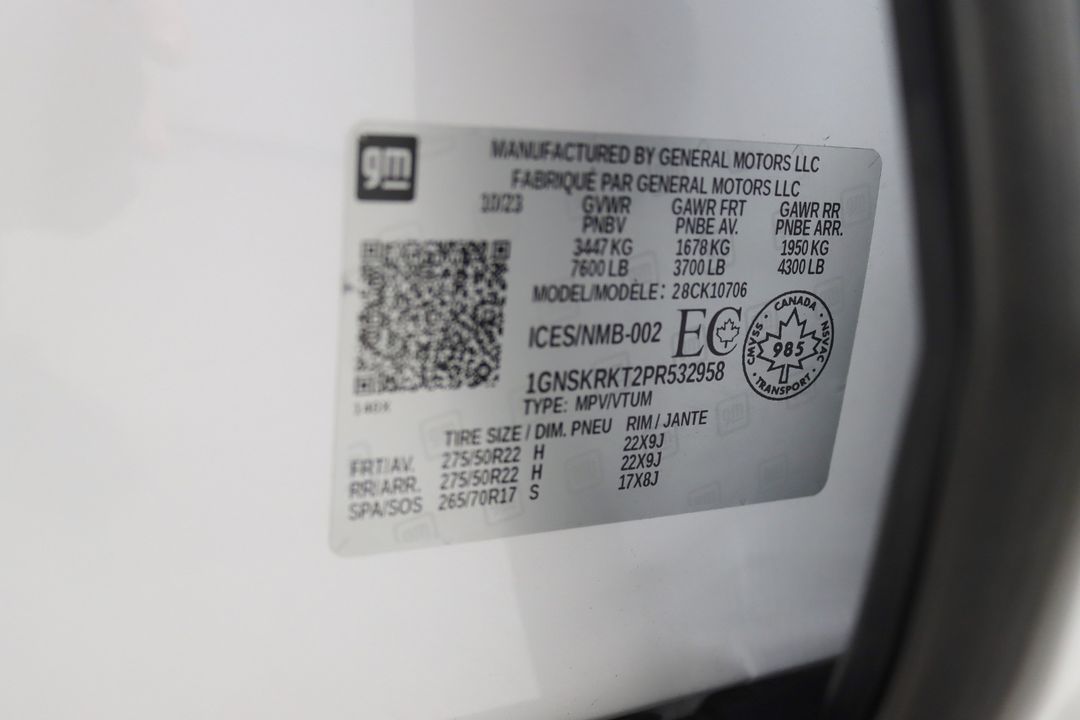 gm
MANUFACTURED BY GENERAL MOTORS LLC
FABRIQUÉ PAR GENERAL MOTORS LLC
10/23 GVWR GAWR FRT GAWR RR
PNBV PNBE AV. PNBE ARR.
3447 KG 1678 KG 1950 KG
7600 LB 3700 LB 4300 LB
MODEL/MODÈLE: 28CK10706
ICES/NMB-002 EC
CANADA
CMVSS 985 NSVAC
TRANSPORT
1GNSKRKT2PR532958
TYPE: MPV/VTUM
TIRE SIZE / DIM. PNEU RIM / JANTE
FRT/AV. 275/50R22 H 22X9J
RR/ARR. 275/50R22 H 22X9J
SPA/SOS 265/70R17 S 17X8J